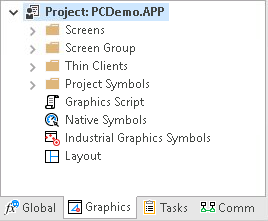 Project: PCDemo.APP
Screens
Screen Group
Thin Clients
Project Symbols
Graphics Script
Native Symbols
Industrial Graphics Symbols
Layout
fx Global Graphics Tasks Comm